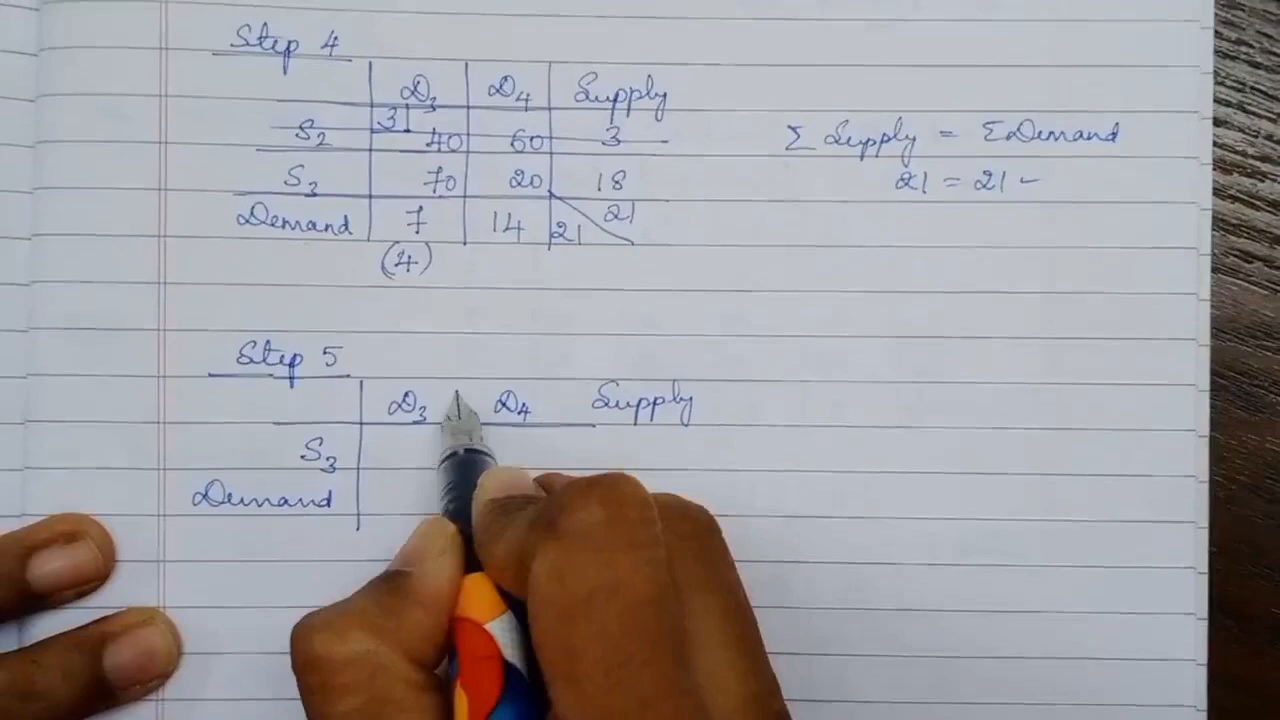 Step 4
D3 D4 Supply
S2 3 40 60 3
Σ Supply = Σ Demand
S3 70 20 18
21 = 21
Demand 7 14 21 21
(4)
Step 5
D3 D4 Supply
S3
Demand